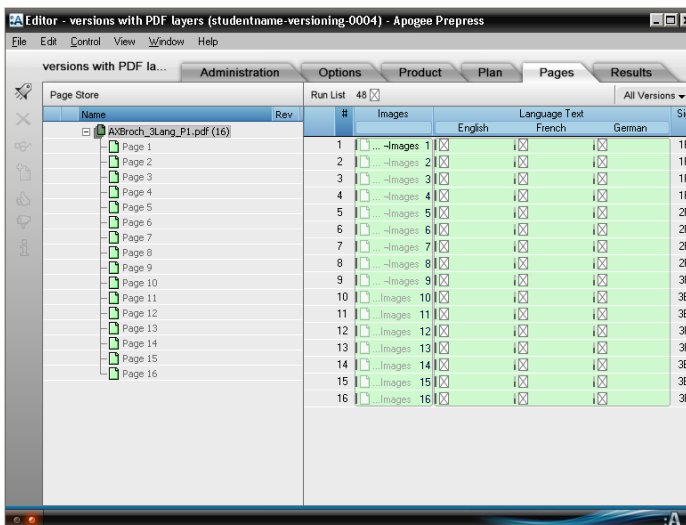 :A Editor - versions with PDF layers (studentname-versioning-0004) - Apogee Prepress
File Edit Control View Window Help
versions with PDF la... Administration Options Product Plan Pages Results
Page Store Run List 48 All Versions
Name Rev # Images Language Text
English French German
AXBroch_3Lang_P1.pdf (16)
Page 1 1 ... ~Images 1
Page 2 2 ... ~Images 2
Page 3 3 ... ~Images 3
Page 4 4 ... ~Images 4
Page 5 5 ... ~Images 5
Page 6 6 ... ~Images 6
Page 7 7 ... ~Images 7
Page 8 8 ... ~Images 8
Page 9 9 ... ~Images 9
Page 10 10 ...Images 10
Page 11 11 ...Images 11
Page 12 12 ...Images 12
Page 13 13 ...Images 13
Page 14 14 ...Images 14
Page 15 15 ...Images 15
Page 16 16 ...Images 16
:A